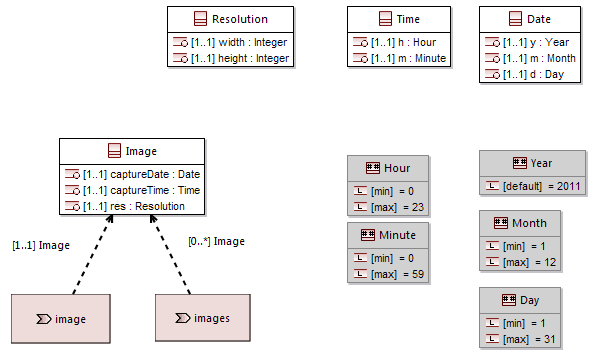 Resolution
[1..1] width : Integer
[1..1] height : Integer
Time
[1..1] h : Hour
[1..1] m : Minute
Date
[1..1] y : Year
[1..1] m : Month
[1..1] d : Day
Image
[1..1] captureDate : Date
[1..1] captureTime : Time
[1..1] res : Resolution
Hour
L [min] = 0
L [max] = 23
Minute
L [min] = 0
L [max] = 59
Year
L [default] = 2011
Month
L [min] = 1
L [max] = 12
Day
L [min] = 1
L [max] = 31
[1..1] Image
[0..*] Image
image
images